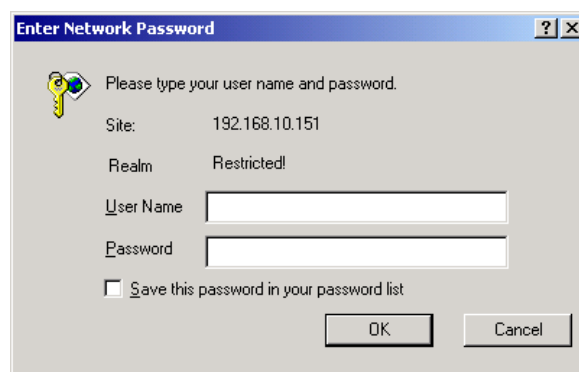 Enter Network Password
Please type your user name and password.
Site: 192.168.10.151
Realm Restricted!
User Name
Password
Save this password in your password list
OK Cancel